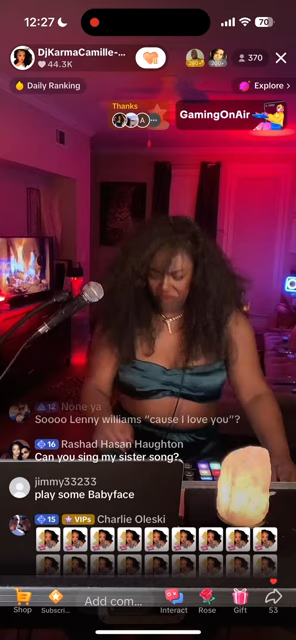 12:27
70
DjKarmaCamille-...
44.3K
370
Daily Ranking
Explore >
Thanks
A
GamingOnAir
12 None ya
Soooo Lenny williams “cause I love you”?
16 Rashad Hasan Haughton
Can you sing my sister song?
jimmy33233
play some Babyface
15 VIPs Charlie Oleski
Shop
Subscri...
Add com...
Interact
Rose
Gift
53